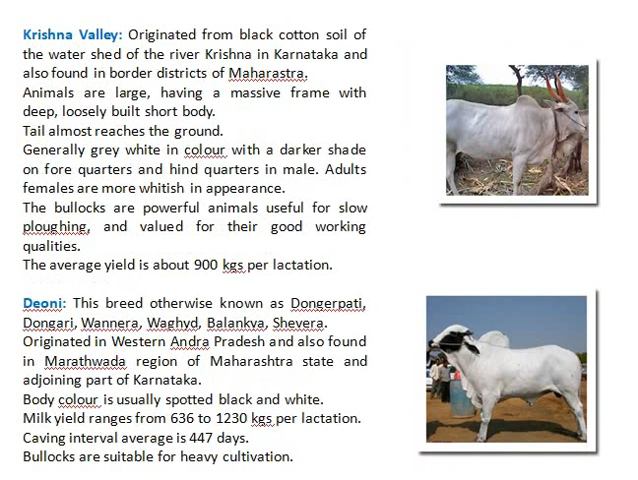 Krishna Valley: Originated from black cotton soil of
the water shed of the river Krishna in Karnataka and
also found in border districts of Maharastra.
Animals are large, having a massive frame with
deep, loosely built short body.
Tail almost reaches the ground.
Generally grey white in colour with a darker shade
on fore quarters and hind quarters in male. Adults
females are more whitish in appearance.
The bullocks are powerful animals useful for slow
ploughing, and valued for their good working
qualities.
The average yield is about 900 kgs per lactation.
Deoni: This breed otherwise known as Dongerpati,
Dongari, Wannera, Waghyd, Balankva, Shevera.
Originated in Western Andra Pradesh and also found
in Marathwada region of Maharashtra state and
adjoining part of Karnataka.
Body colour is usually spotted black and white.
Milk yield ranges from 636 to 1230 kgs per lactation.
Caving interval average is 447 days.
Bullocks are suitable for heavy cultivation.